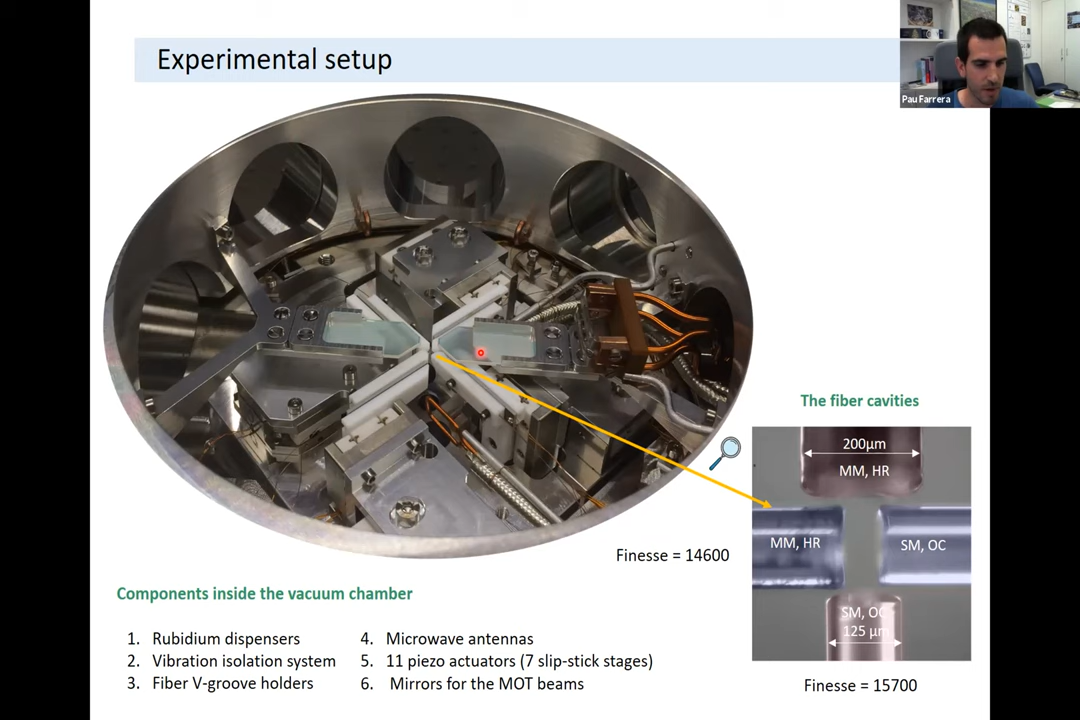 Experimental setup
Pau Farrera
The fiber cavities
200µm
MM, HR
MM, HR
SM, OC
SM, OC
125 µm
Finesse = 14600
Finesse = 15700
Components inside the vacuum chamber
1. Rubidium dispensers
2. Vibration isolation system
3. Fiber V-groove holders
4. Microwave antennas
5. 11 piezo actuators (7 slip-stick stages)
6. Mirrors for the MOT beams